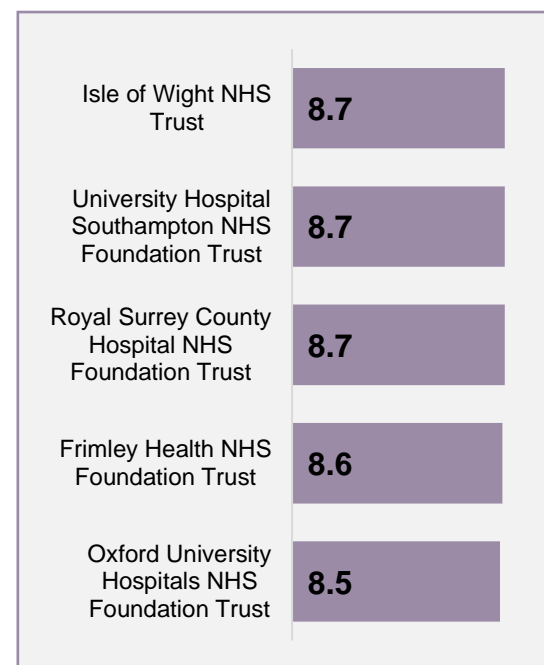 Isle of Wight NHS
Trust
8.7
University Hospital
Southampton NHS
Foundation Trust
8.7
Royal Surrey County
Hospital NHS
Foundation Trust
8.7
Frimley Health NHS
Foundation Trust
8.6
Oxford University
Hospitals NHS
Foundation Trust
8.5